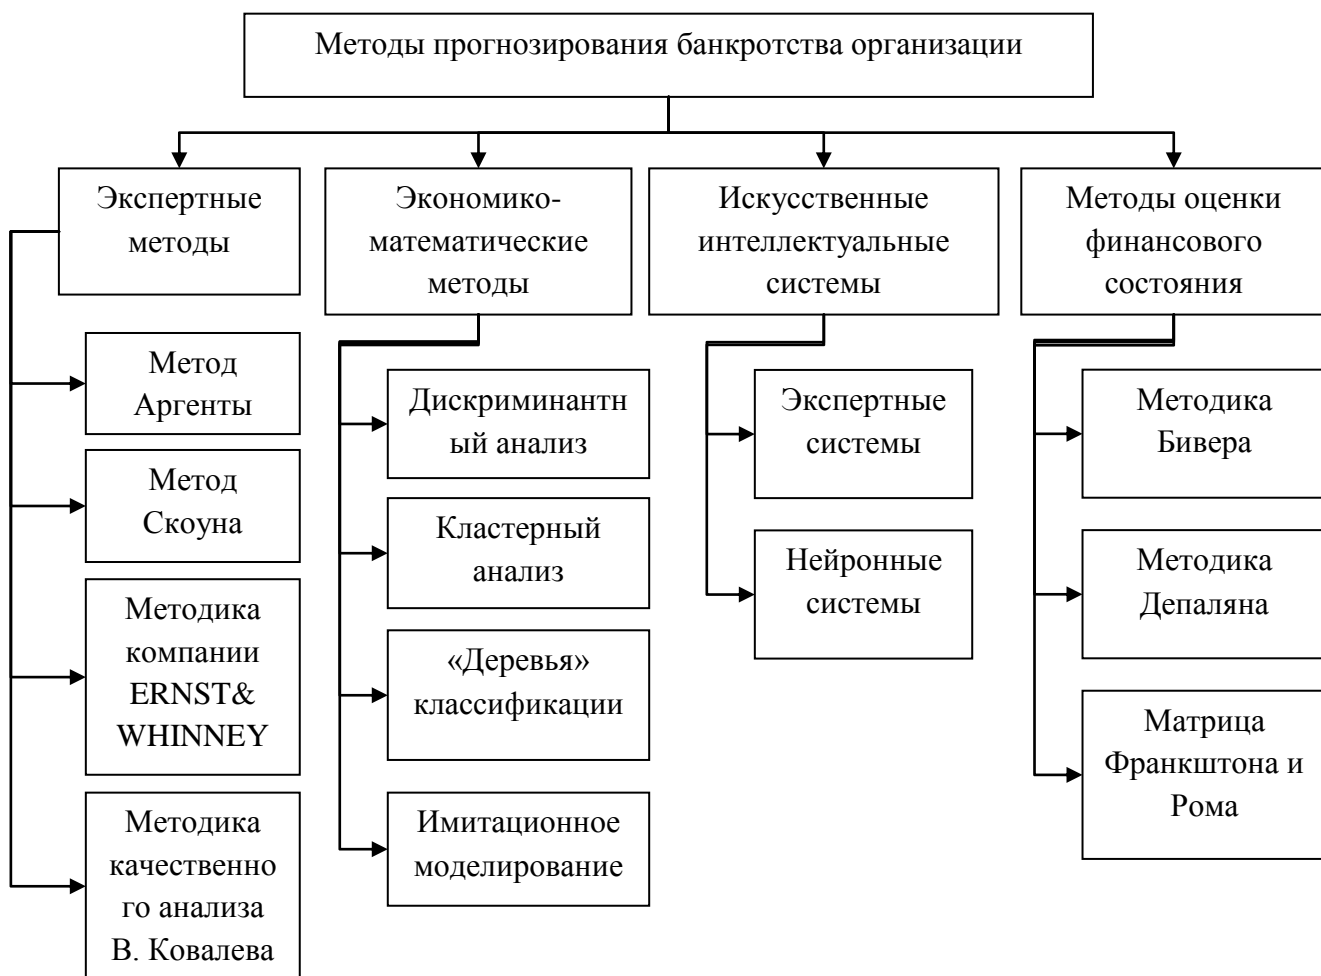 Методы прогнозирования банкротства организации
Экспертные
методы
Экономико-
математические
методы
Искусственные
интеллектуальные
системы
Методы оценки
финансового
состояния
Метод
Аргенты
Метод
Скоуна
Методика
компании
ERNST&
WHINNEY
Методика
качественно
го анализа
В. Ковалева
Дискриминантн
ый анализ
Кластерный
анализ
«Деревья»
классификации
Имитационное
моделирование
Экспертные
системы
Нейронные
системы
Методика
Бивера
Методика
Депаляна
Матрица
Франкштона и
Рома